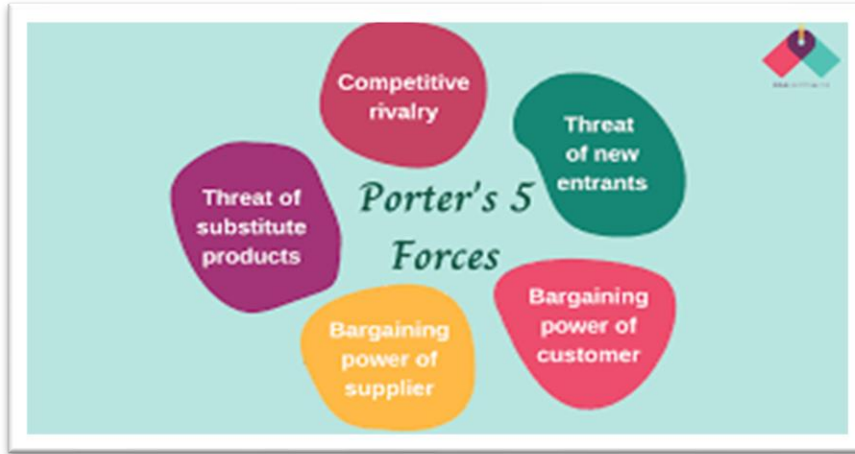 Competitive
rivalry
Threat
of new
entrants
Porter's 5
Forces
Threat of
substitute
products
Bargaining
power of
customer
Bargaining
power of
supplier